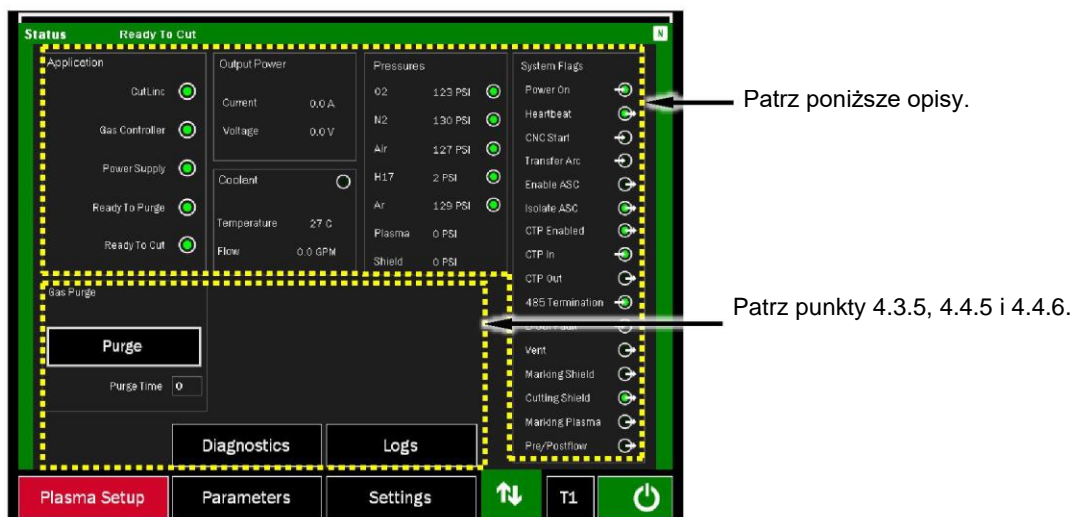 Status Ready To Cut N
Application
CutLinc
Gas Controller
Power Supply
Ready To Purge
Ready To Cut
Output Power
Current 0.0 A
Voltage 0.0 V
Coolant
Temperature 27 C
Flow 0.0 GPM
Pressures
O2 123 PSI
N2 130 PSI
Air 127 PSI
H17 2 PSI
Ar 129 PSI
Plasma 0 PSI
Shield 0 PSI
System Flags
Power On
Heartbeat
CNC Start
Transfer Arc
Enable ASC
Isolate ASC
CTP Enabled
CTP In
CTP Out
485 Termination
Vent
Marking Shield
Cutting Shield
Marking Plasma
Pre/Postflow
Patrz poniższe opisy.
Patrz punkty 4.3.5, 4.4.5 i 4.4.6.
Gas Purge
Purge
Purge Time 0
Diagnostics Logs
Plasma Setup Parameters Settings T1